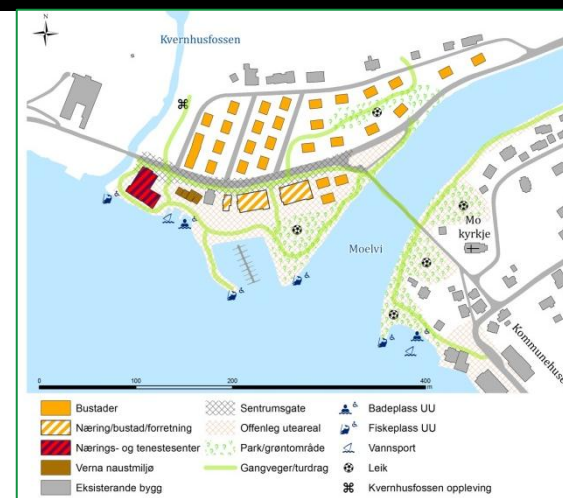 N
Kvernhusfossen
Mo
kyrkje
Moelvi
Kommunehuset
0 100 200 400
m
Bustader
Næring/bustad/forretning
Nærings- og tenestesenter
Verna naustmiljø
Eksisterande bygg
Sentrumsgate
Offenleg uteareal
Park/grøntområde
Gangveger/turdrag
Badeplass UU
Fiskeplass UU
Vannsport
Leik
Kvernhusfossen oppleving